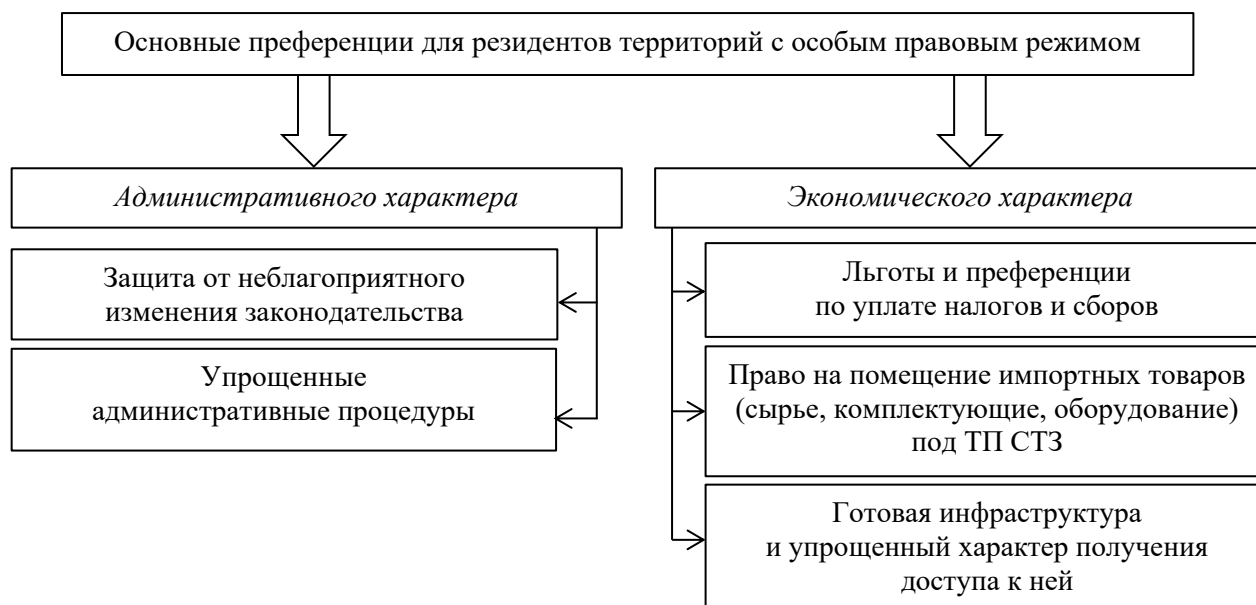 Основные преференции для резидентов территорий с особым правовым режимом
Административного характера
Защита от неблагоприятного
изменения законодательства
Упрощенные
административные процедуры
Экономического характера
Льготы и преференции
по уплате налогов и сборов
Право на помещение импортных товаров
(сырье, комплектующие, оборудование)
под ТП СТЗ
Готовая инфраструктура
и упрощенный характер получения
доступа к ней